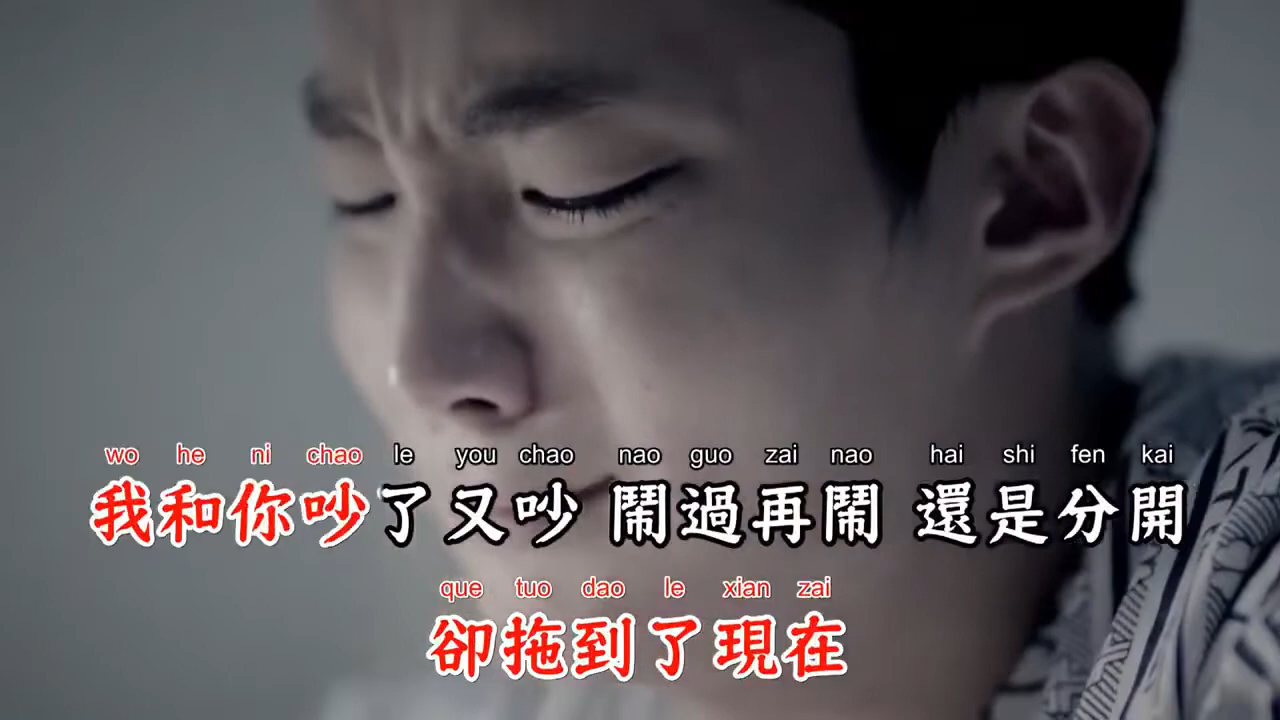 wo he ni chao le you chao nao guo zai nao hai shi fen kai
我和你吵了又吵 鬧過再鬧 還是分開
que tuo dao le xian zai
卻拖到了現在